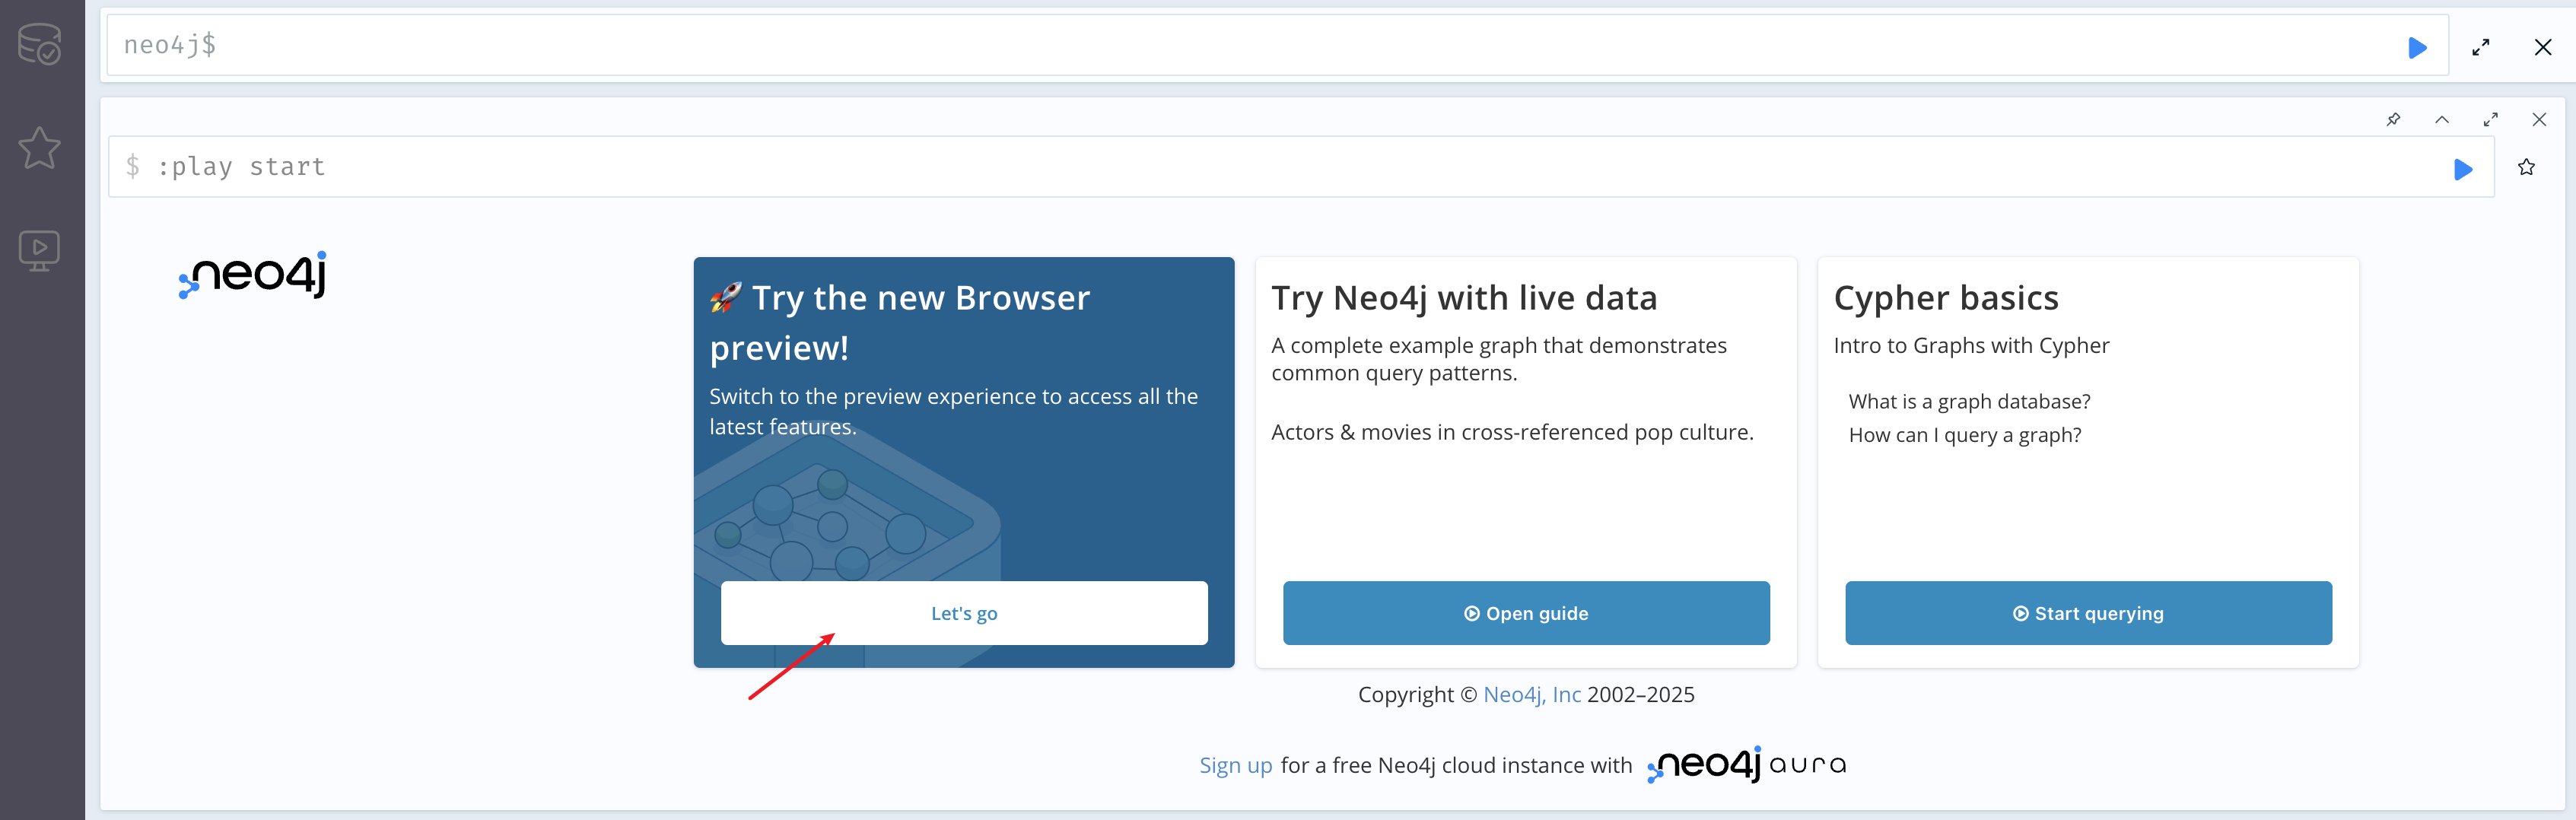 neo4j$
$ :play start
neo4j
🚀 Try the new Browser
preview!
Switch to the preview experience to access all the
latest features.
Let's go
Try Neo4j with live data
A complete example graph that demonstrates
common query patterns.
Actors & movies in cross-referenced pop culture.
Open guide
Cypher basics
Intro to Graphs with Cypher
What is a graph database?
How can I query a graph?
Start querying
Copyright © Neo4j, Inc 2002–2025
Sign up for a free Neo4j cloud instance with neo4j aura